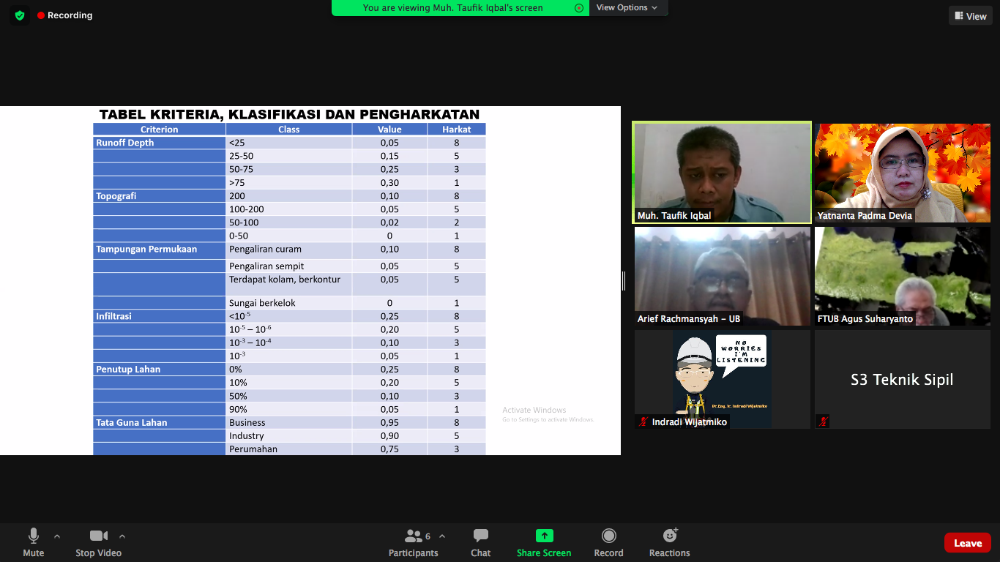 Recording
You are viewing Muh. Taufik Iqbal's screen
View Options
View
TABEL KRITERIA, KLASIFIKASI DAN PENGHARKATAN
Criterion Class Value Harkat
Runoff Depth <25 0,05 8
25-50 0,15 5
50-75 0,25 3
>75 0,30 1
Topografi 200 0,10 8
100-200 0,05 5
50-100 0,02 2
0-50 0 1
Tampungan Permukaan Pengaliran curam 0,10 8
Pengaliran sempit 0,05 5
Terdapat kolam, berkontur 0,05 5
Sungai berkelok 0 1
Infiltrasi <10⁻⁵ 0,25 8
10⁻⁵ – 10⁻⁶ 0,20 5
10⁻³ – 10⁻⁴ 0,10 3
10⁻³ 0,05 1
Penutup Lahan 0% 0,25 8
10% 0,20 5
50% 0,10 3
90% 0,05 1
Tata Guna Lahan Business 0,95 8
Industry 0,90 5
Perumahan 0,75 3
Activate Windows
Go to Settings to activate Windows.
Muh. Taufik Iqbal
Yatnanta Padma Devia
Arief Rachmansyah – UB
FTUB Agus Suharyanto
NO
WORRIES
I'M
LISTENING
Dr.Eng. Ir. Indradi Wijatmiko
Indradi Wijatmiko
S3 Teknik Sipil
Mute
Stop Video
Participants
6
Chat
Share Screen
Record
Reactions
Leave